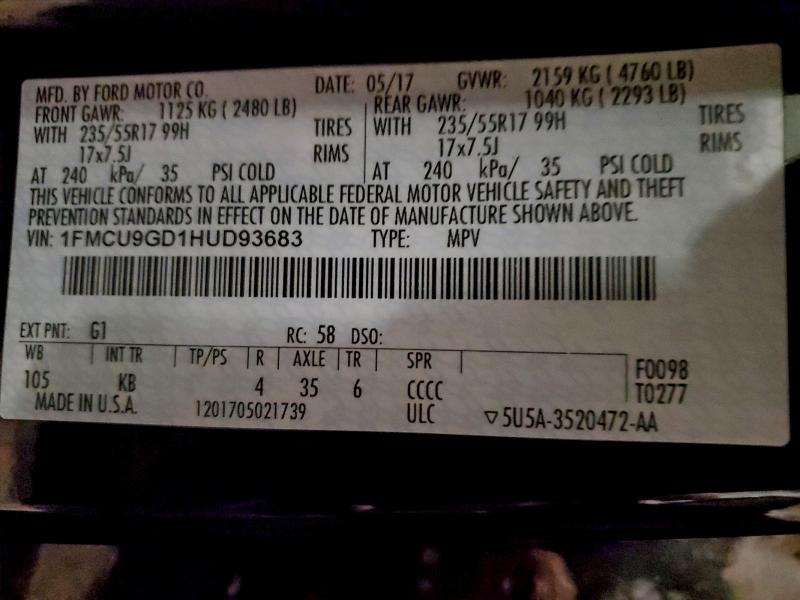 MFD. BY FORD MOTOR CO. DATE: 05/17 GVWR: 2159 KG ( 4760 LB)
FRONT GAWR: 1125 KG ( 2480 LB) REAR GAWR: 1040 KG ( 2293 LB)
WITH 235/55R17 99H TIRES WITH 235/55R17 99H TIRES
17x7.5J RIMS 17x7.5J RIMS
AT 240 kPa/ 35 PSI COLD AT 240 kPa/ 35 PSI COLD
THIS VEHICLE CONFORMS TO ALL APPLICABLE FEDERAL MOTOR VEHICLE SAFETY AND THEFT
PREVENTION STANDARDS IN EFFECT ON THE DATE OF MANUFACTURE SHOWN ABOVE.
VIN: 1FMCU9GD1HUD93683 TYPE: MPV
EXT PNT: G1 RC: 58 DSO:
WB INT TR TP/PS R AXLE TR SPR F0098
105 KB 4 35 6 CCCC T0277
MADE IN U.S.A. 1201705021739 ULC ▽5U5A-3520472-AA